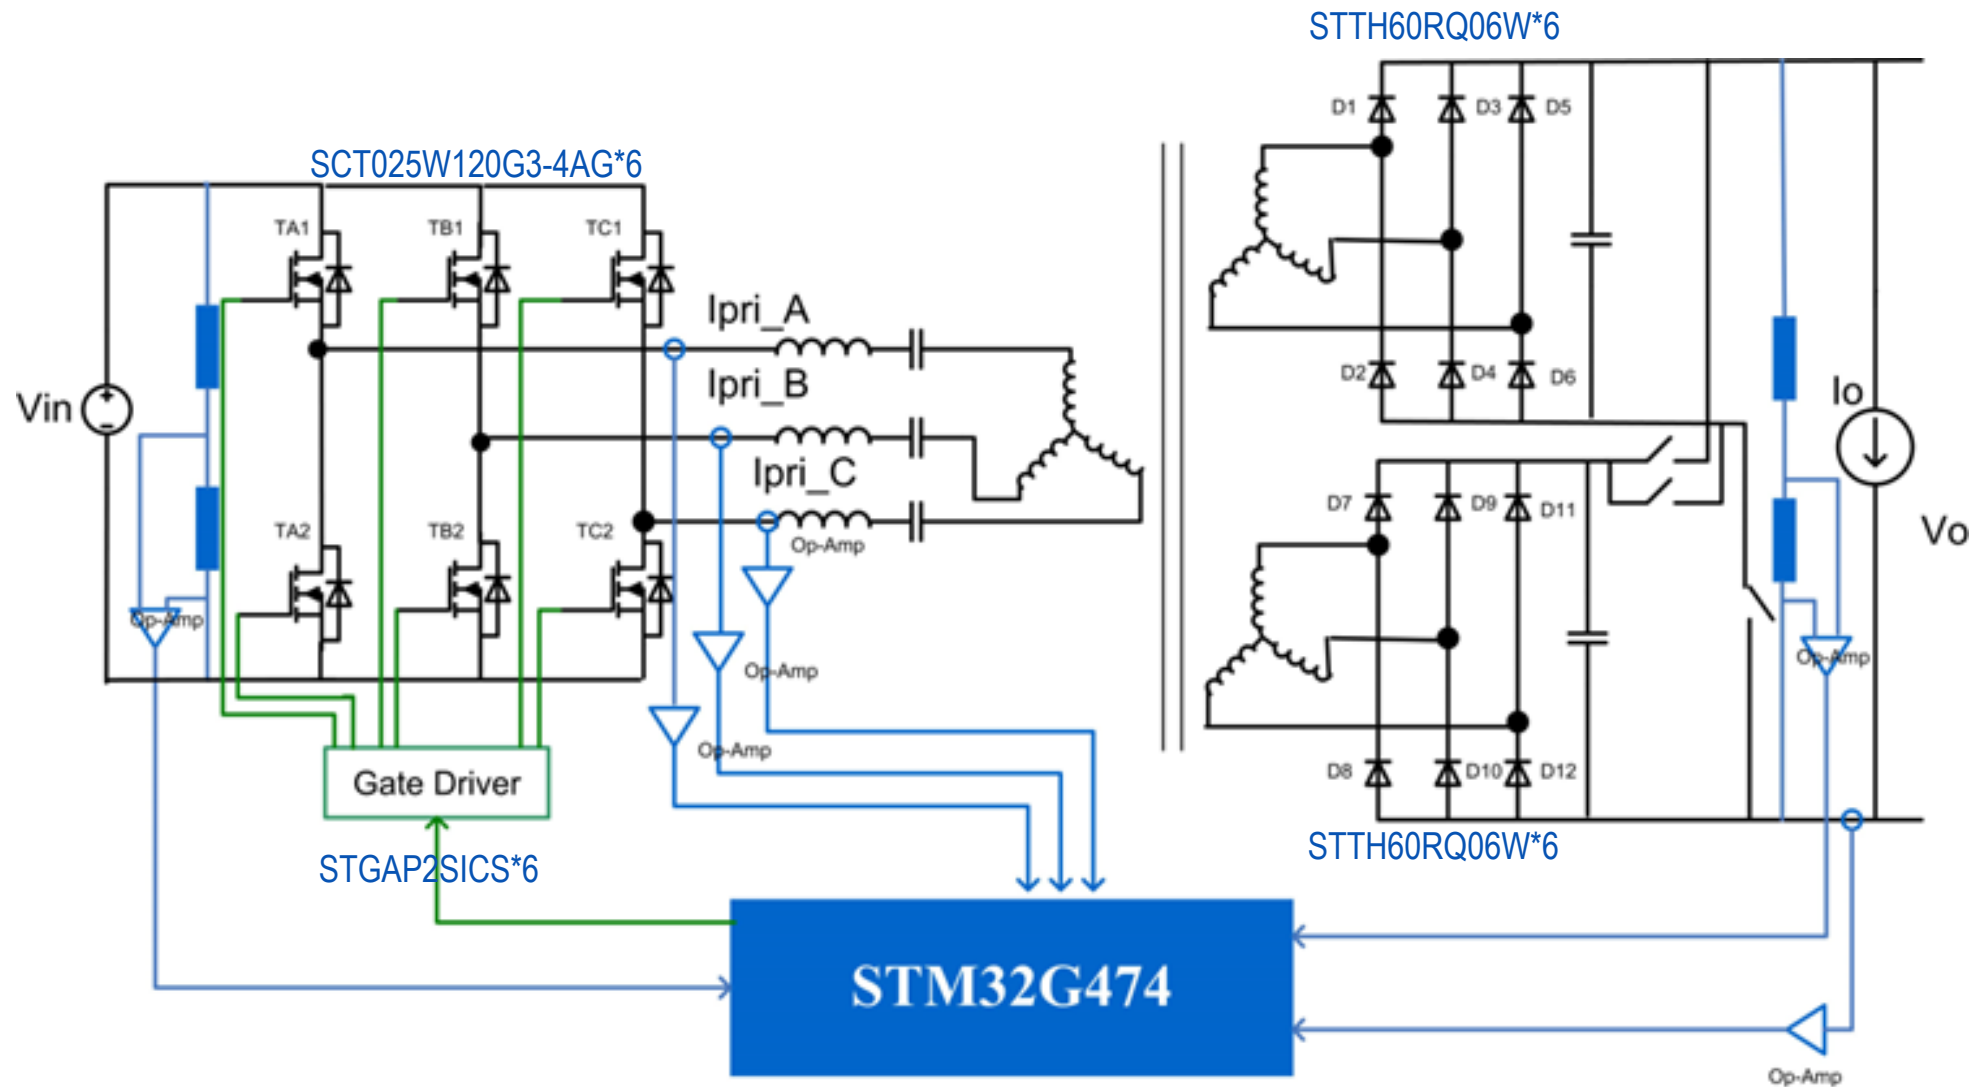 STTH60RQ06W*6
D1
D3
D5
SCT025W120G3-4AG*6
TA1
TB1
TC1
Ipri_A
D2
D4
D6
Ipri_B
Io
Vin
+
-
Ipri_C
D7
D9
D11
TA2
TB2
TC2
Op-Amp
Vo
Op-Amp
Op-Amp
Op-Amp
Op-Amp
D8
D10
D12
Gate Driver
STTH60RQ06W*6
STGAP2SICS*6
STM32G474
Op-Amp